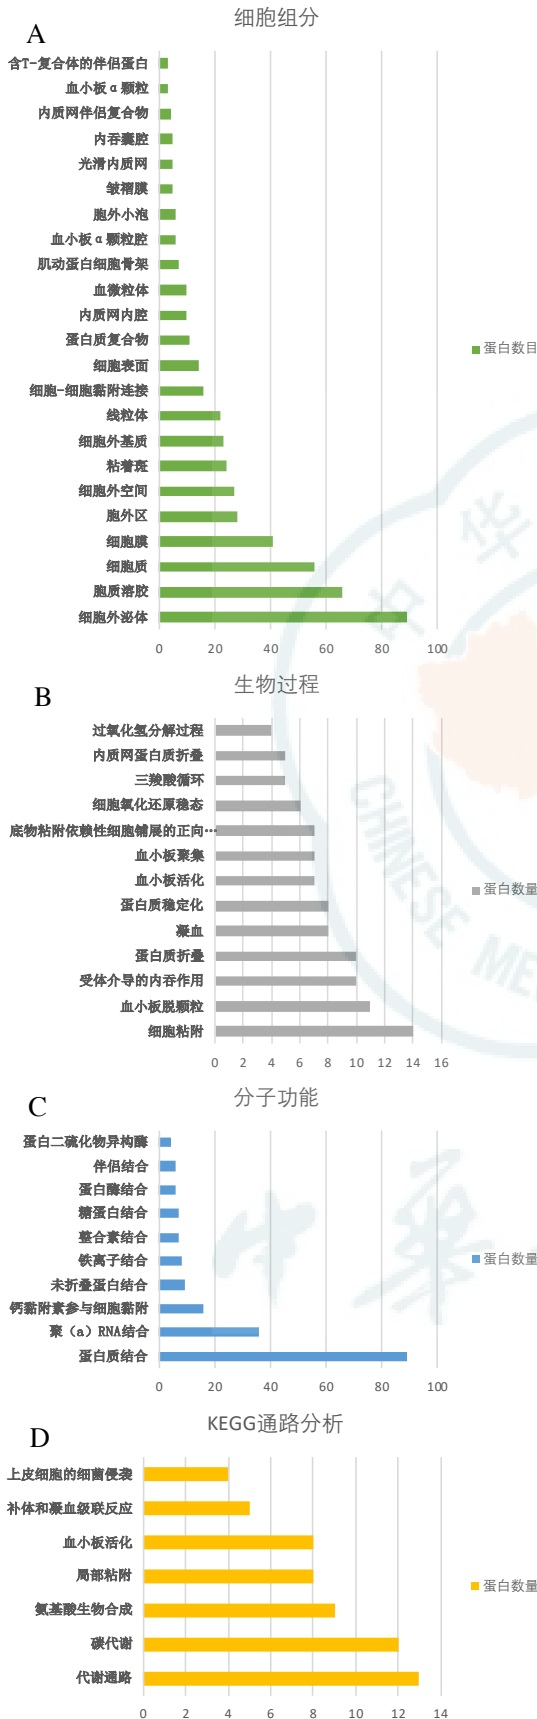 A
细胞组分
含T-复合体的伴侣蛋白
血小板α颗粒
内质网伴侣复合物
内吞囊腔
光滑内质网
皱褶膜
胞外小泡
血小板α颗粒腔
肌动蛋白细胞骨架
血微粒体
内质网内腔
蛋白质复合物
细胞表面
细胞-细胞黏附连接
线粒体
细胞外基质
粘着斑
细胞外空间
胞外区
细胞膜
细胞质
胞质溶胶
细胞外泌体
0 20 40 60 80 100
蛋白数目
B
生物过程
过氧化氢分解过程
内质网蛋白质折叠
三羧酸循环
细胞氧化还原稳态
底物粘附依赖性细胞铺展的正向…
血小板聚集
血小板活化
蛋白质稳定化
凝血
蛋白质折叠
受体介导的内吞作用
血小板脱颗粒
细胞粘附
0 2 4 6 8 10 12 14 16
蛋白数量
C
分子功能
蛋白二硫化物异构酶
伴侣结合
蛋白酶结合
糖蛋白结合
整合素结合
铁离子结合
未折叠蛋白结合
钙黏附素参与细胞黏附
聚（a）RNA结合
蛋白质结合
0 20 40 60 80 100
蛋白数量
D
KEGG通路分析
上皮细胞的细菌侵袭
补体和凝血级联反应
血小板活化
局部粘附
氨基酸生物合成
碳代谢
代谢通路
0 2 4 6 8 10 12 14
蛋白数量
中华
CHINESE ME
中華